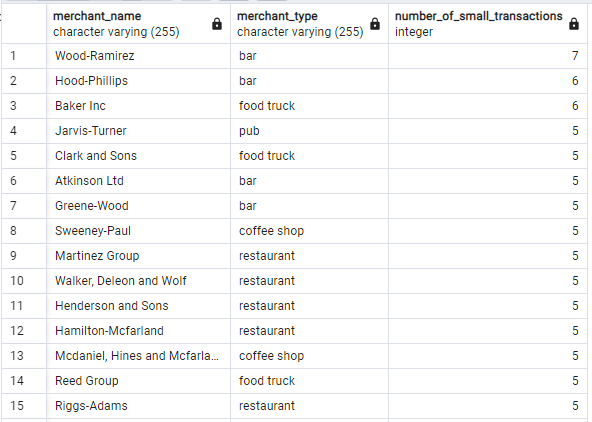 merchant_name merchant_type number_of_small_transactions
character varying (255) character varying (255) integer
1 Wood-Ramirez bar 7
2 Hood-Phillips bar 6
3 Baker Inc food truck 6
4 Jarvis-Turner pub 5
5 Clark and Sons food truck 5
6 Atkinson Ltd bar 5
7 Greene-Wood bar 5
8 Sweeney-Paul coffee shop 5
9 Martinez Group restaurant 5
10 Walker, Deleon and Wolf restaurant 5
11 Henderson and Sons restaurant 5
12 Hamilton-Mcfarland restaurant 5
13 Mcdaniel, Hines and Mcfarla... coffee shop 5
14 Reed Group food truck 5
15 Riggs-Adams restaurant 5